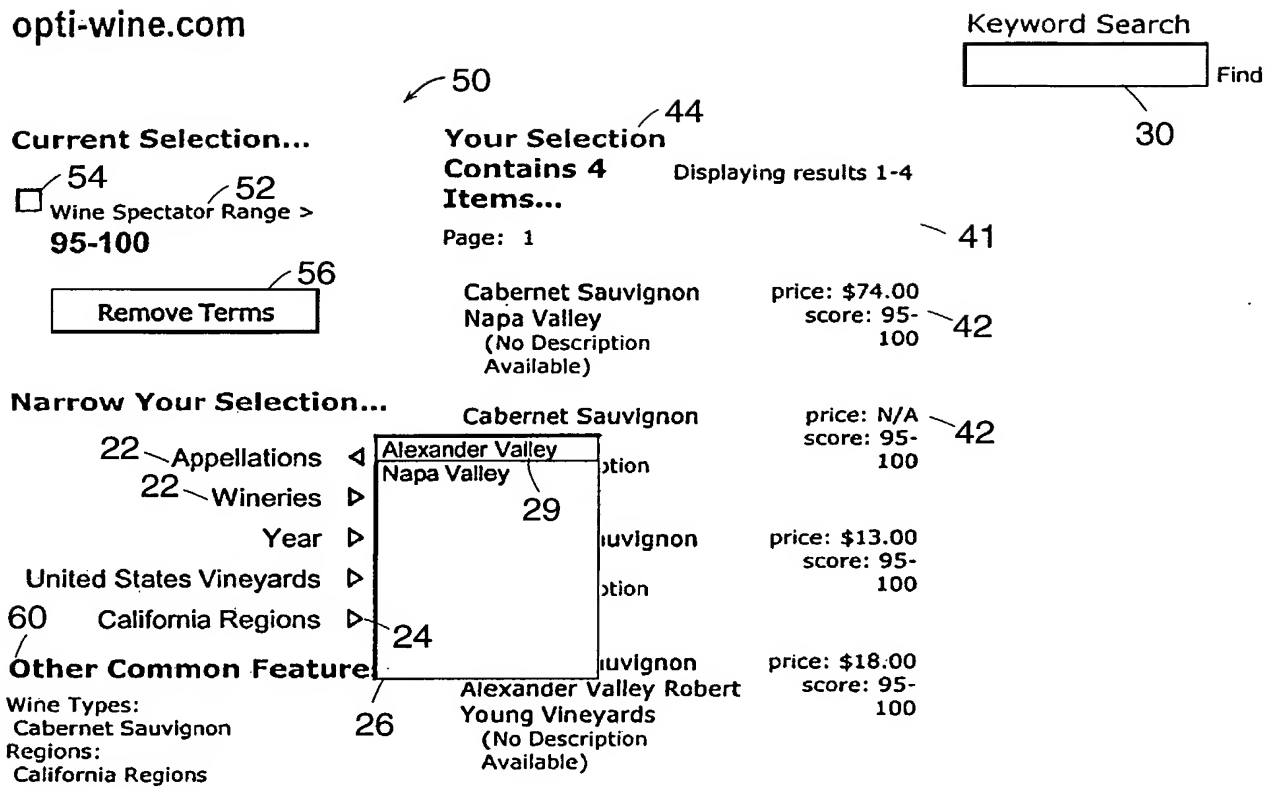 opti-wine.com
Keyword Search
Find
30
50
Current Selection...
54
52
Wine Spectator Range >
95-100
56
Remove Terms
44
Your Selection
Contains 4
Items...
Displaying results 1-4
Page: 1
41
Cabernet Sauvignon
price: $74.00
Napa Valley
score: 95-
100
42
(No Description
Available)
Narrow Your Selection...
Cabernet Sauvignon
price: N/A
score: 95-
100
42
22
Appellations
22
Wineries
Year
United States Vineyards
California Regions
24
Alexander Valley
Napa Valley
29
26
ption
uvignon
price: $13.00
score: 95-
100
ption
60
Other Common Feature
Wine Types:
Cabernet Sauvignon
Regions:
California Regions
uvignon
price: $18.00
Alexander Valley Robert
score: 95-
100
Young Vineyards
(No Description
Available)